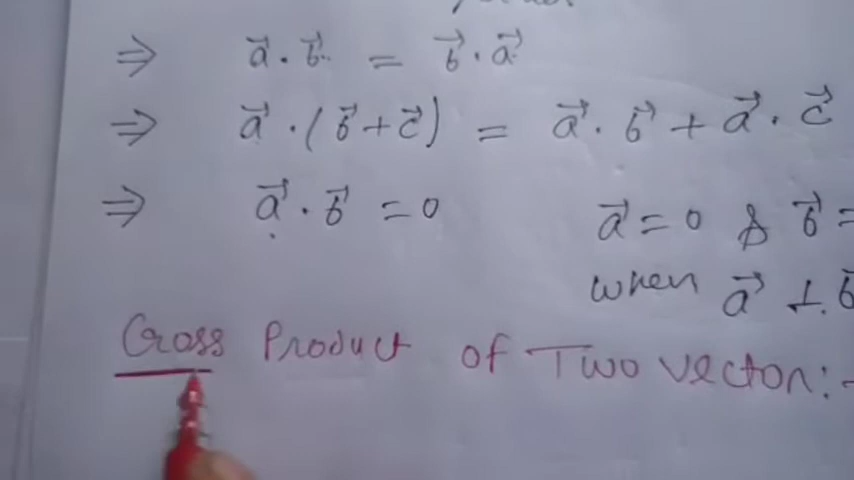 ⇒ a⃗ · b⃗ = b⃗ · a⃗
⇒ a⃗ · (b⃗ + c⃗) = a⃗ · b⃗ + a⃗ · c⃗
⇒ a⃗ · b⃗ = 0 a⃗ = 0 & b⃗ =
when a⃗ ⊥ b⃗
Cross Product of Two vector:-